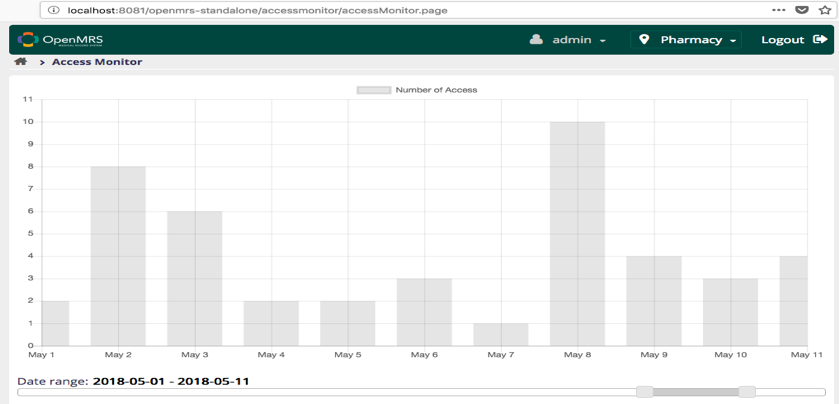 localhost:8081/openmrs-standalone/accessmonitor/accessMonitor.page
OpenMRS admin Pharmacy Logout
Access Monitor
Number of Access
11
10
9
8
7
6
5
4
3
2
1
0
May 1 May 2 May 3 May 4 May 5 May 6 May 7 May 8 May 9 May 10 May 11
Date range: 2018-05-01 - 2018-05-11